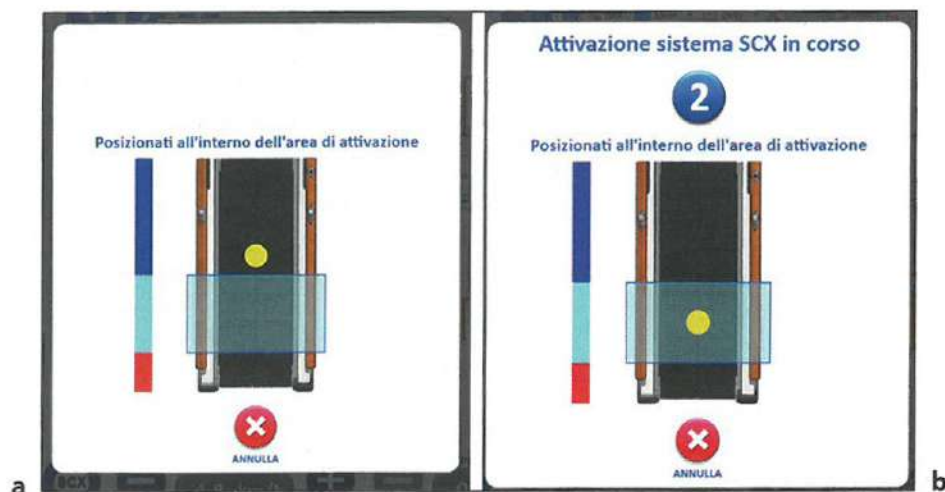 Posizionati all'interno dell'area di attivazione
ANNULLA
SCX
a
Attivazione sistema SCX in corso
2
Posizionati all'interno dell'area di attivazione
ANNULLA
b